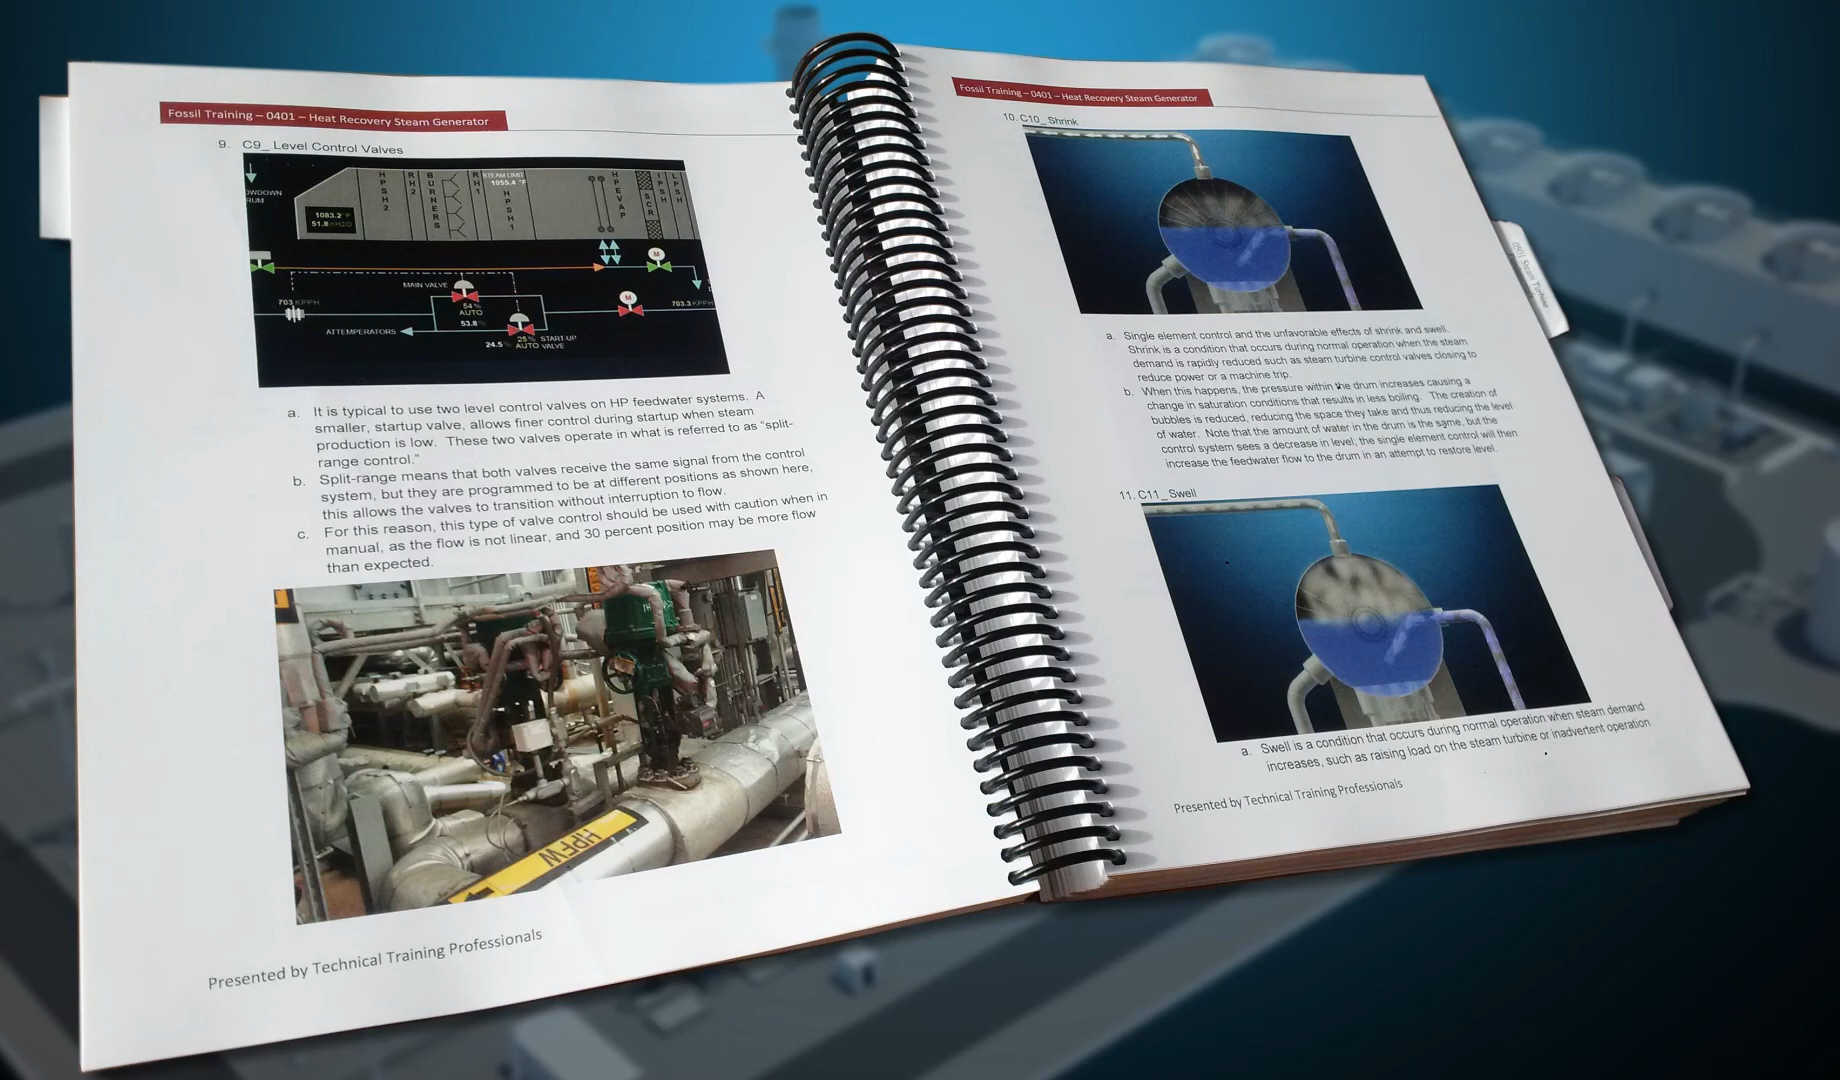 Fossil Training – 0401 – Heat Recovery Steam Generator
9. C9_ Level Control Valves
HPSH2
RH2
BURNERS
RH1
STEAM LIMIT
1055.4 °F
HPSH1
HPEVAP
SCR
IPSH
LPSH
1083.2 °F
51.8 inH2O
M
MAIN VALVE
703 KPPH
54%
AUTO
53.8
M
703.3 KPPH
ATTEMPERATORS
25% START-UP
24.5 AUTO VALVE
a. It is typical to use two level control valves on HP feedwater systems. A
smaller, startup valve, allows finer control during startup when steam
production is low. These two valves operate in what is referred to as “split-
range control.”
b. Split-range means that both valves receive the same signal from the control
system, but they are programmed to be at different positions as shown here,
this allows the valves to transition without interruption to flow.
c. For this reason, this type of valve control should be used with caution when in
manual, as the flow is not linear, and 30 percent position may be more flow
than expected.
HPFW
Presented by Technical Training Professionals
Fossil Training – 0401 – Heat Recovery Steam Generator
10. C10_ Shrink
a. Single element control and the unfavorable effects of shrink and swell.
Shrink is a condition that occurs during normal operation when the steam
demand is rapidly reduced such as steam turbine control valves closing to
reduce power or a machine trip.
b. When this happens, the pressure within the drum increases causing a
change in saturation conditions that results in less boiling. The creation of
bubbles is reduced, reducing the space they take and thus reducing the level
of water. Note that the amount of water in the drum is the same, but the
control system sees a decrease in level; the single element control will then
increase the feedwater flow to the drum in an attempt to restore level.
11. C11_ Swell
a. Swell is a condition that occurs during normal operation when steam demand
increases, such as raising load on the steam turbine or inadvertent operation
Presented by Technical Training Professionals
0501 Steam Turbine